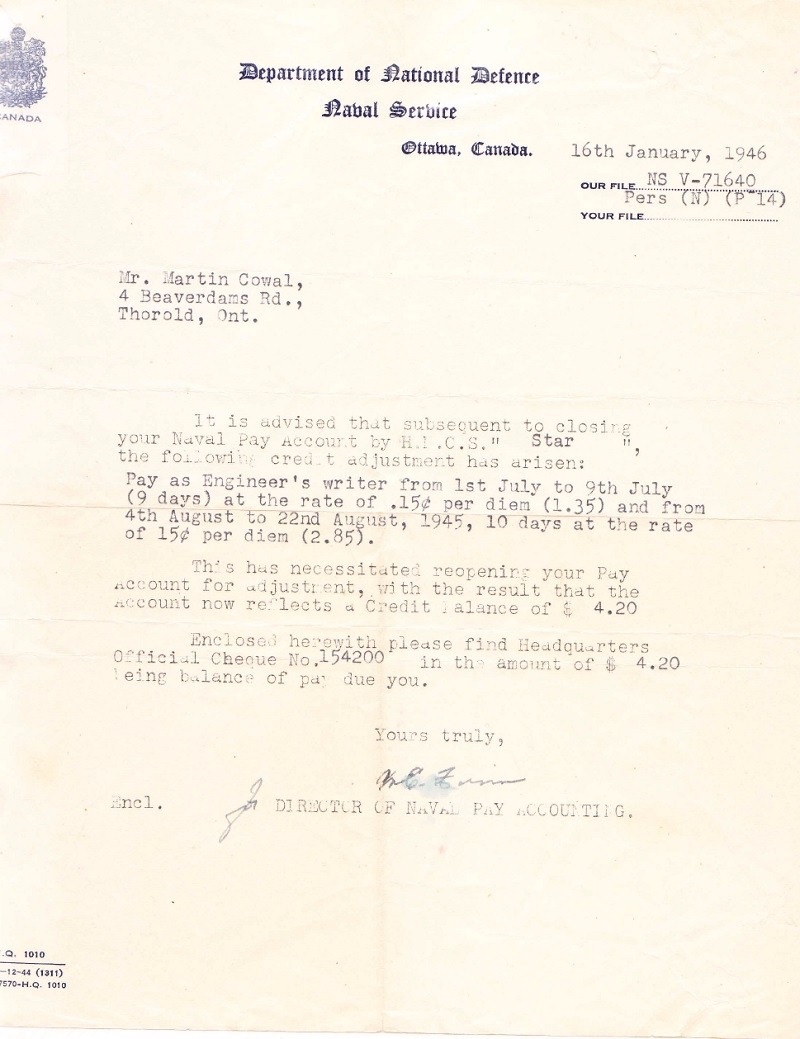 CANADA
Department of National Defence
Naval Service
Ottawa, Canada.
16th January, 1946
OUR FILE NS V-71640
Pers (N) (P 14)
YOUR FILE
Mr. Martin Cowal,
4 Beaverdams Rd.,
Thorold, Ont.
It is advised that subsequent to closing
your Naval Pay Account by H.M.C.S." Star ",
the following credit adjustment has arisen:
Pay as Engineer's writer from 1st July to 9th July
(9 days) at the rate of .15¢ per diem (1.35) and from
4th August to 22nd August, 1945, 10 days at the rate
of 15¢ per diem (2.85).
This has necessitated reopening your Pay
Account for adjustment, with the result that the
Account now reflects a Credit Balance of $ 4.20
Enclosed herewith please find Headquarters
Official Cheque No. 154200 in the amount of $ 4.20
being balance of pay due you.
Yours truly,
Encl.
DIRECTOR OF NAVAL PAY ACCOUNTING.
.Q. 1010
-12-44 (1311)
7570-H.Q. 1010